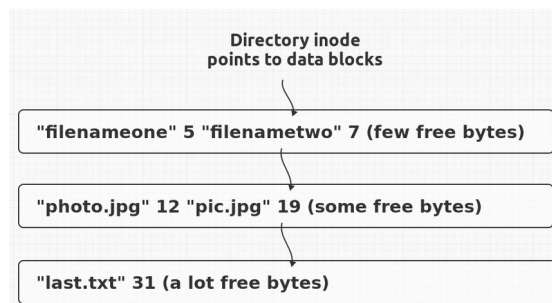 Directory inode
points to data blocks
"filenameone" 5 "filenametwo" 7 (few free bytes)
"photo.jpg" 12 "pic.jpg" 19 (some free bytes)
"last.txt" 31 (a lot free bytes)